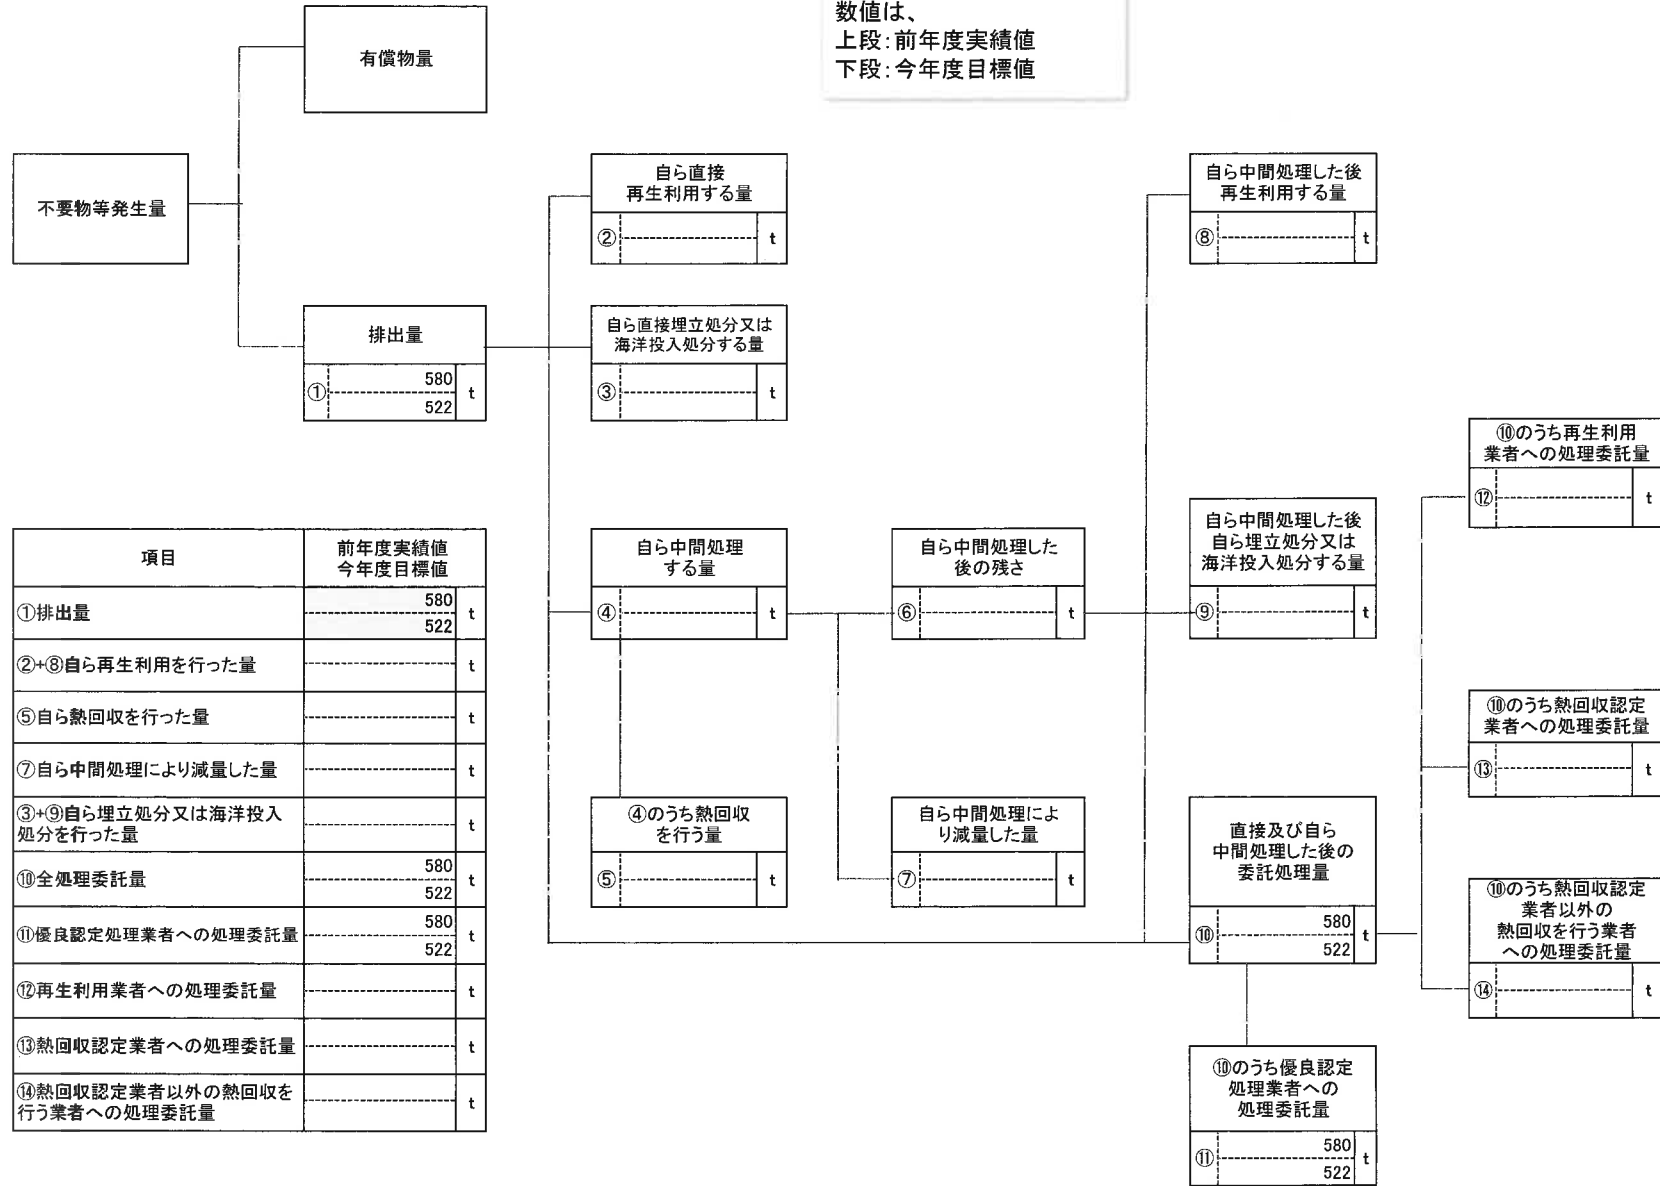 数値は、
上段：前年度実績値
下段：今年度目標値
有償物量
不要物等発生量
排出量
①
580
522
t
自ら直接
再生利用する量
②
t
自ら直接埋立処分又は
海洋投入処分する量
③
t
自ら中間処理
する量
④
t
④のうち熱回収
を行う量
⑤
t
自ら中間処理した
後の残さ
⑥
t
自ら中間処理によ
り減量した量
⑦
t
自ら中間処理した後
再生利用する量
⑧
t
自ら中間処理した後
自ら埋立処分又は
海洋投入処分する量
⑨
t
直接及び自ら
中間処理した後の
委託処理量
⑩
580
522
t
⑩のうち優良認定
処理業者への
処理委託量
⑪
580
522
t
⑩のうち再生利用
業者への処理委託量
⑫
t
⑩のうち熱回収認定
業者への処理委託量
⑬
t
⑩のうち熱回収認定
業者以外の
熱回収を行う業者
への処理委託量
⑭
t
項目
前年度実績値
今年度目標値
①排出量
580
522
t
②+⑧自ら再生利用を行った量
t
⑤自ら熱回収を行った量
t
⑦自ら中間処理により減量した量
t
③+⑨自ら埋立処分又は海洋投入
処分を行った量
t
⑩全処理委託量
580
522
t
⑪優良認定処理業者への処理委託量
580
522
t
⑫再生利用業者への処理委託量
t
⑬熱回収認定業者への処理委託量
t
⑭熱回収認定業者以外の熱回収を
行う業者への処理委託量
t